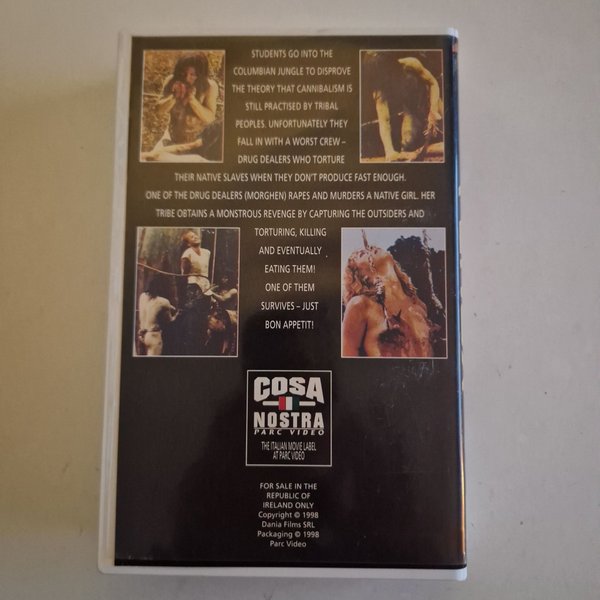 STUDENTS GO INTO THE
COLUMBIAN JUNGLE TO DISPROVE
THE THEORY THAT CANNIBALISM IS
STILL PRACTISED BY TRIBAL
PEOPLES. UNFORTUNATELY THEY
FALL IN WITH A WORST CREW –
DRUG DEALERS WHO TORTURE
THEIR NATIVE SLAVES WHEN THEY DON'T PRODUCE FAST ENOUGH.
ONE OF THE DRUG DEALERS (MORGHEN) RAPES AND MURDERS A NATIVE GIRL. HER
TRIBE OBTAINS A MONSTROUS REVENGE BY CAPTURING THE OUTSIDERS AND
TORTURING, KILLING
AND EVENTUALLY
EATING THEM!
ONE OF THEM
SURVIVES – JUST
BON APPETIT!
COSA
NOSTRA
PARC VIDEO
THE ITALIAN MOVIE LABEL
AT PARC VIDEO
FOR SALE IN THE
REPUBLIC OF
IRELAND ONLY
Copyright © 1998
Dania Films SRL
Packaging © 1998
Parc Video